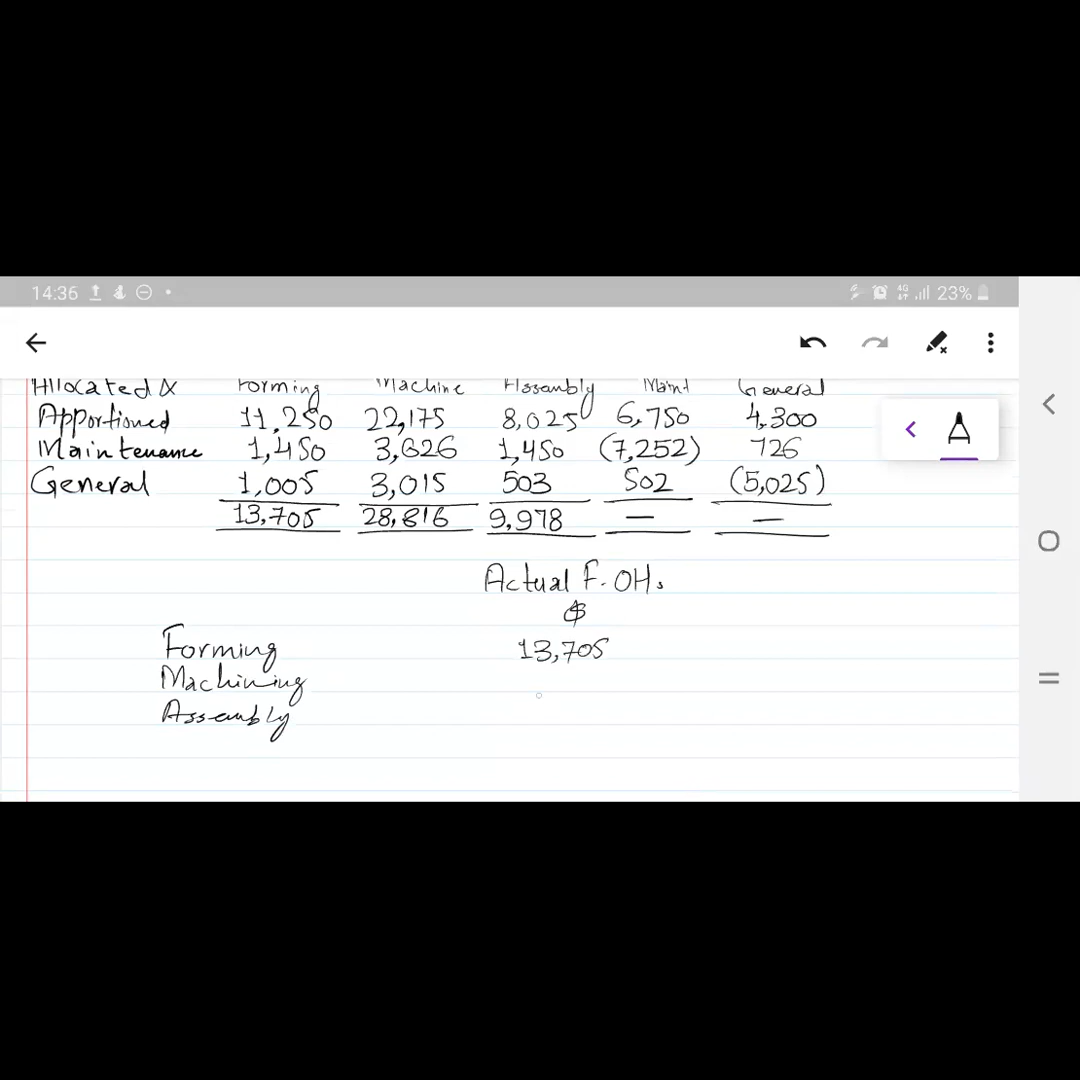 14:36 4G 23%
Allocated & Forming Machine Assembly Maint General
Apportioned 11,250 22,175 8,025 6,750 4,300
Maintenance 1,450 3,626 1,450 (7,252) 726
General 1,005 3,015 503 502 (5,025)
13,705 28,816 9,978 — —
Actual F. OHs
$
Forming 13,705
Machining
Assembly